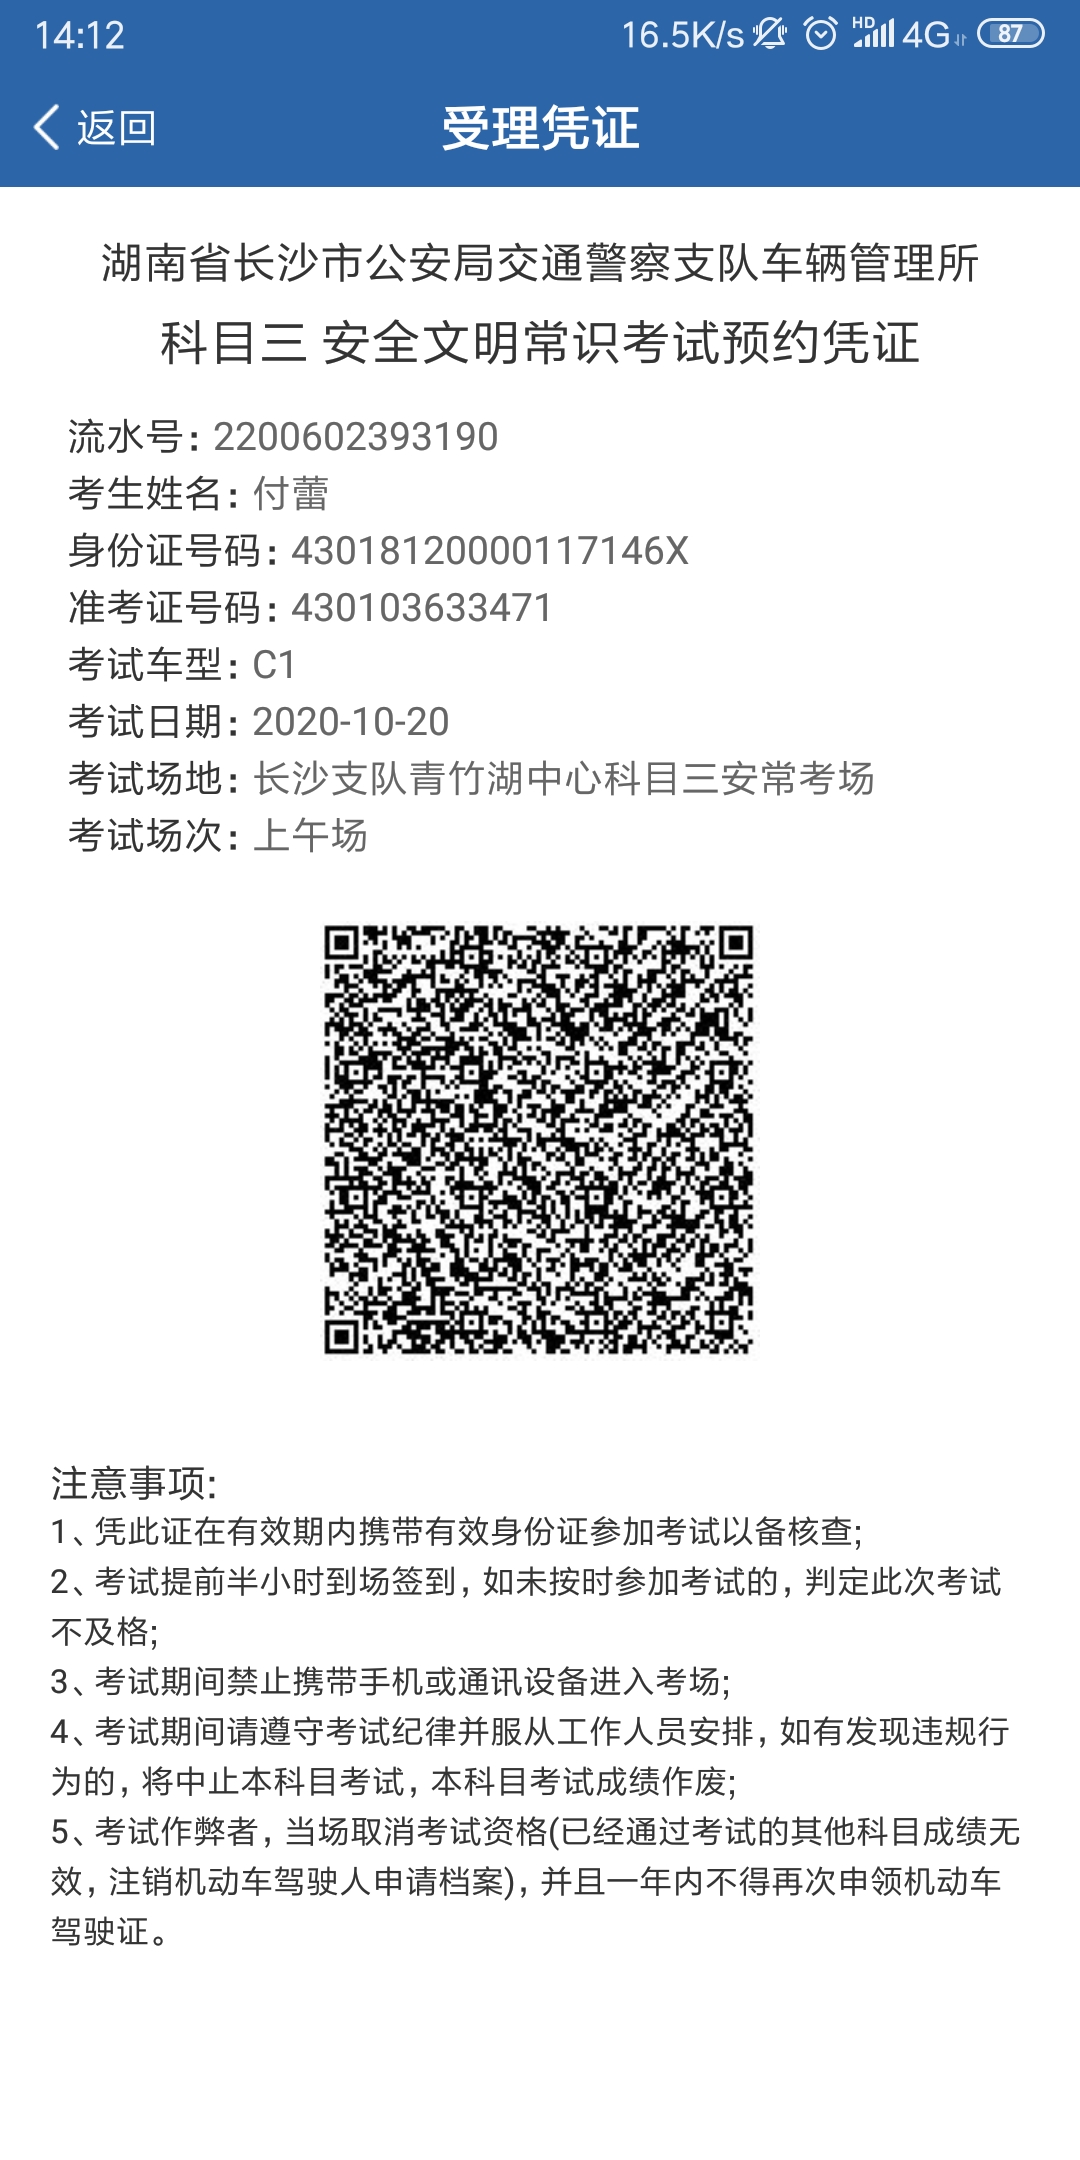 14:12
16.5K/s HD 4G 87
返回
受理凭证
湖南省长沙市公安局交通警察支队车辆管理所
科目三 安全文明常识考试预约凭证
流水号: 2200602393190
考生姓名: 付蕾
身份证号码: 43018120000117146X
准考证号码: 430103633471
考试车型: C1
考试日期: 2020-10-20
考试场地: 长沙支队青竹湖中心科目三安常考场
考试场次: 上午场
注意事项:
1、凭此证在有效期内携带有效身份证参加考试以备核查;
2、考试提前半小时到场签到, 如未按时参加考试的, 判定此次考试
不及格;
3、考试期间禁止携带手机或通讯设备进入考场;
4、考试期间请遵守考试纪律并服从工作人员安排, 如有发现违规行
为的, 将中止本科目考试, 本科目考试成绩作废;
5、考试作弊者, 当场取消考试资格(已经通过考试的其他科目成绩无
效, 注销机动车驾驶人申请档案), 并且一年内不得再次申领机动车
驾驶证。